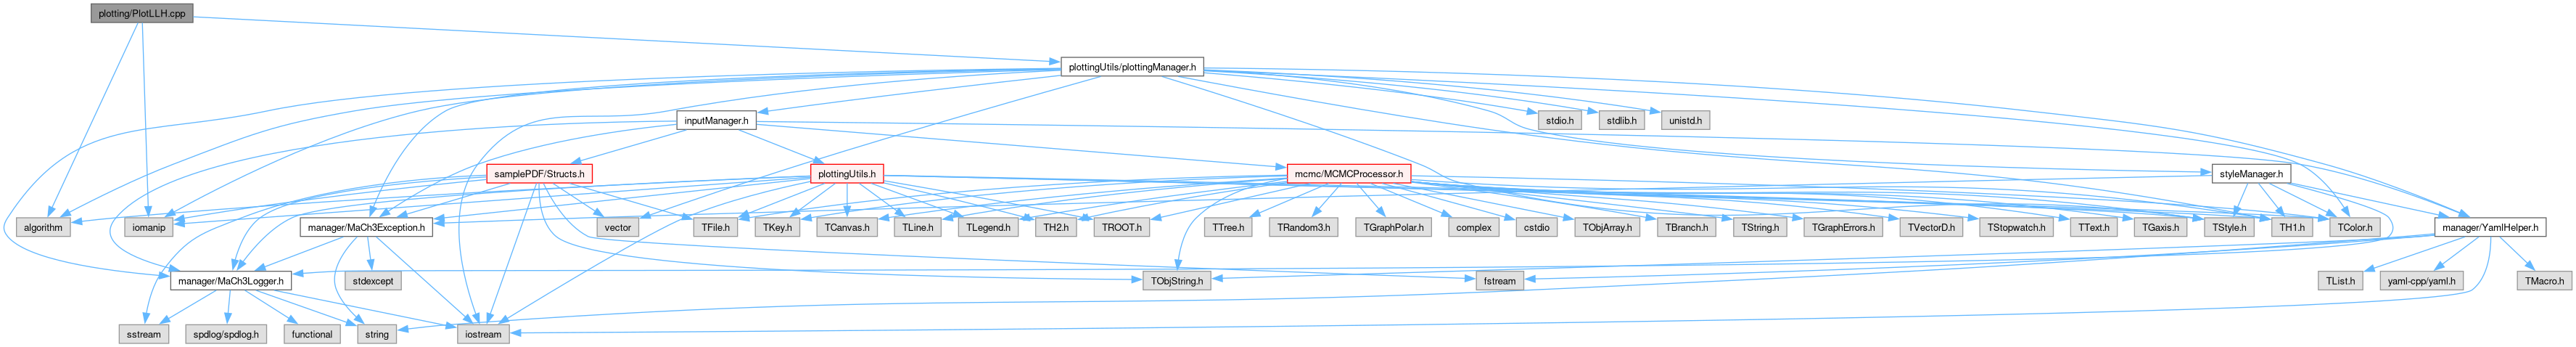 plotting/PlotLLH.cpp
plottingUtils/plottingManager.h
inputManager.h
stdio.h
stdlib.h
unistd.h
samplePDF/Structs.h
plottingUtils.h
mcmc/MCMCProcessor.h
styleManager.h
algorithm
iomanip
manager/MaCh3Exception.h
vector
TFile.h
TKey.h
TCanvas.h
TLine.h
TLegend.h
TH2.h
TROOT.h
TTree.h
TRandom3.h
TGraphPolar.h
complex
cstdio
TObjArray.h
TBranch.h
TString.h
TGraphErrors.h
TVectorD.h
TStopwatch.h
TText.h
TGaxis.h
TStyle.h
TH1.h
TColor.h
manager/YamlHelper.h
manager/MaCh3Logger.h
stdexcept
TObjString.h
fstream
TList.h
yaml-cpp/yaml.h
TMacro.h
sstream
spdlog/spdlog.h
functional
string
iostream